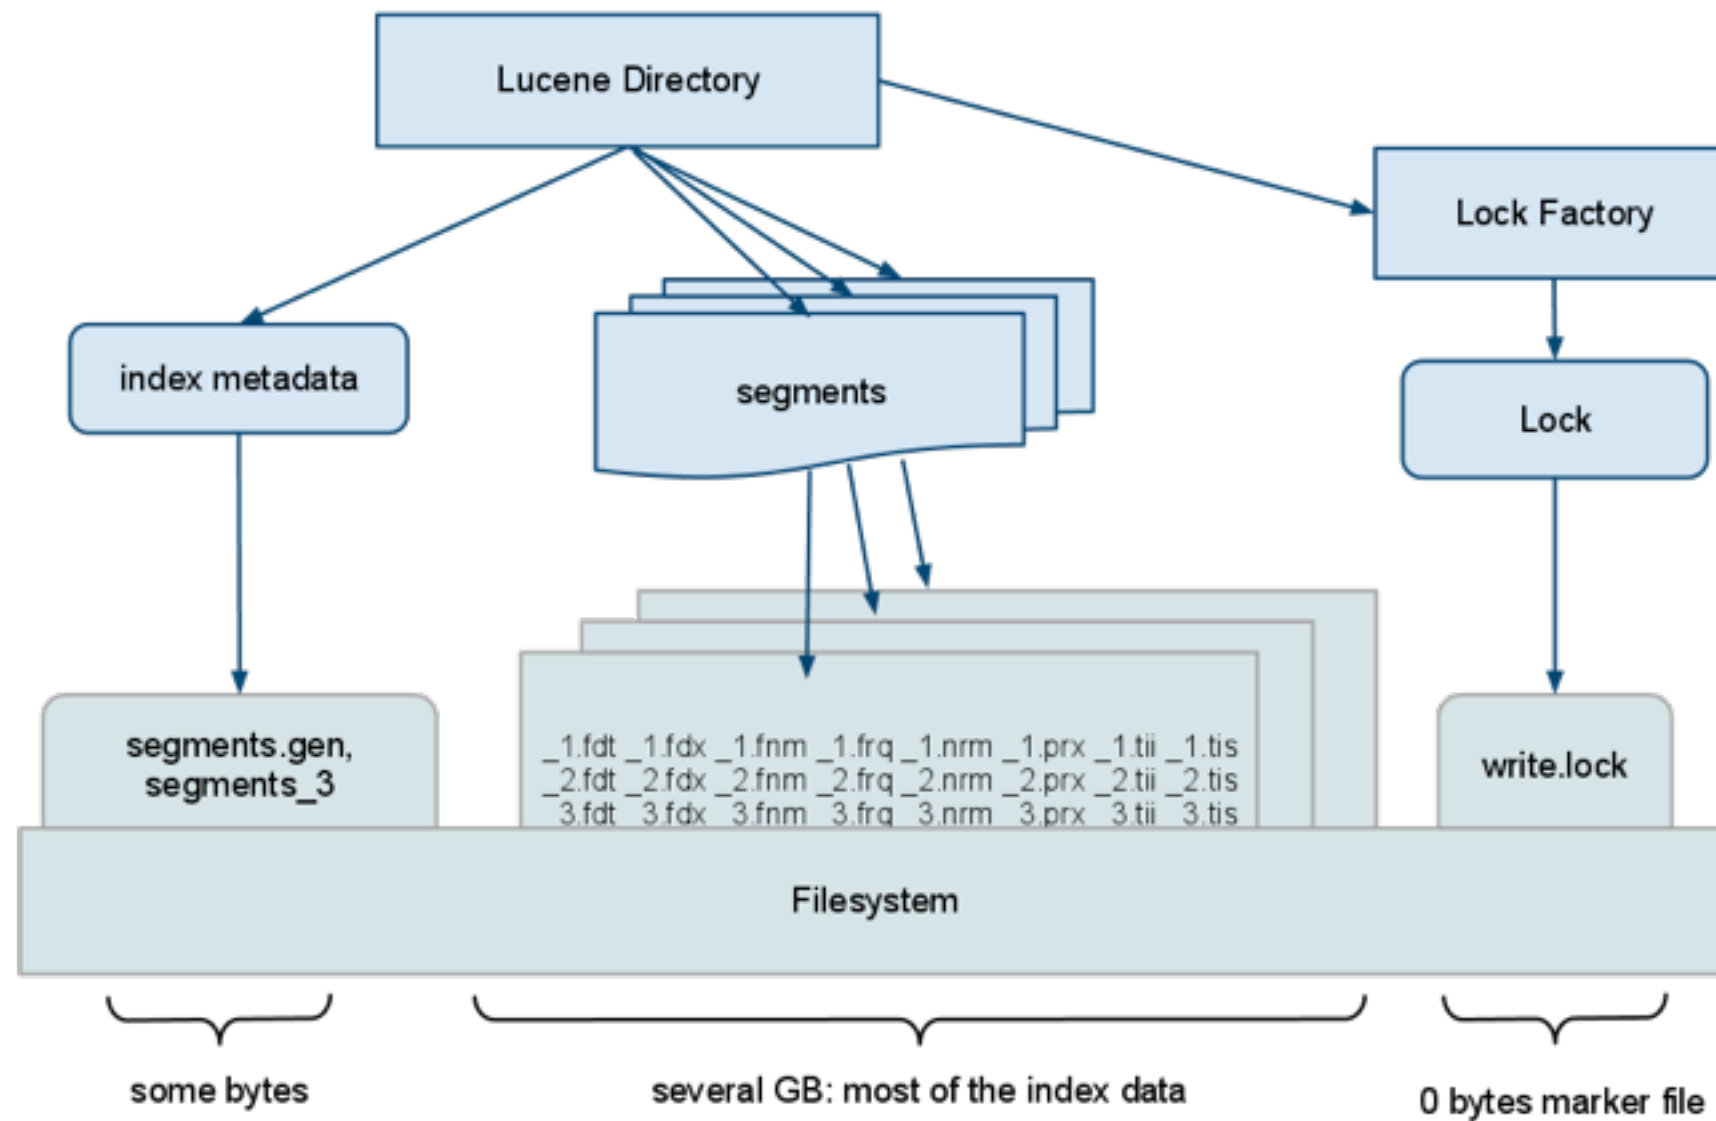 Lucene Directory
Lock Factory
index metadata
segments
Lock
segments.gen,
segments_3
_1.fdt _1.fdx _1.fnm _1.frq _1.nrm _1.prx _1.tii _1.tis
_2.fdt _2.fdx _2.fnm _2.frq _2.nrm _2.prx _2.tii _2.tis
_3.fdt _3.fdx _3.fnm _3.frq _3.nrm _3.prx _3.tii _3.tis
write.lock
Filesystem
some bytes
several GB: most of the index data
0 bytes marker file